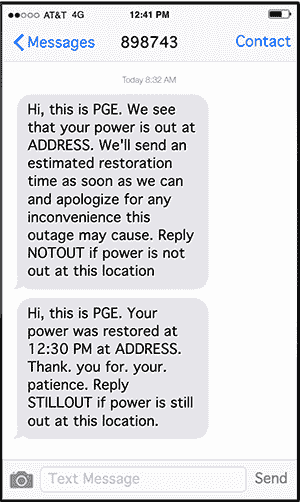 AT&T 4G 12:41 PM
Messages 898743 Contact
Today 8:32 AM
Hi, this is PGE. We see
that your power is out at
ADDRESS. We'll send an
estimated restoration
time as soon as we can
and apologize for any
inconvenience this
outage may cause. Reply
NOTOUT if power is not
out at this location
Hi, this is PGE. Your
power was restored at
12:30 PM at ADDRESS.
Thank. you for. your.
patience. Reply
STILLOUT if power is still
out at this location.
Text Message Send